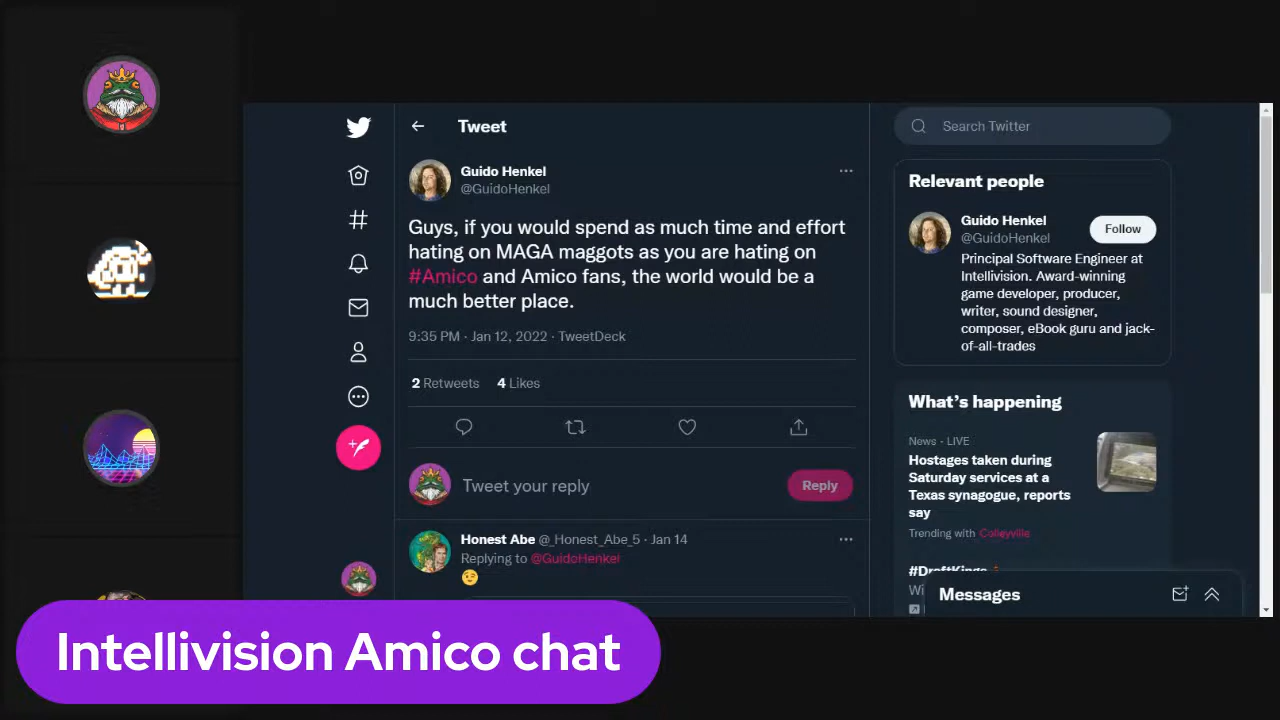 Tweet
Guido Henkel
@GuidoHenkel
Guys, if you would spend as much time and effort
hating on MAGA maggots as you are hating on
#Amico and Amico fans, the world would be a
much better place.
9:35 PM · Jan 12, 2022 · TweetDeck
2 Retweets 4 Likes
Tweet your reply
Reply
Honest Abe @_Honest_Abe_5 · Jan 14
Replying to @GuidoHenkel
Search Twitter
Relevant people
Guido Henkel
@GuidoHenkel
Follow
Principal Software Engineer at
Intellivision. Award-winning
game developer, producer,
writer, sound designer,
composer, eBook guru and jack-
of-all-trades
What's happening
News · LIVE
Hostages taken during
Saturday services at a
Texas synagogue, reports
say
Trending with Colleyville
#DraftKings
Messages
Intellivision Amico chat